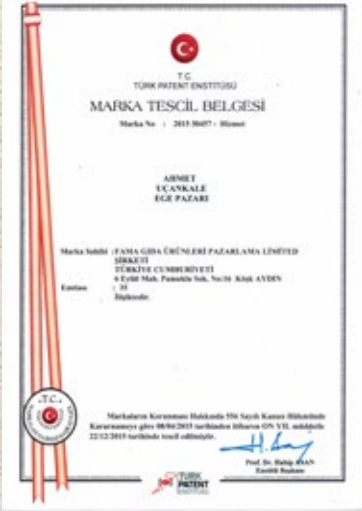 T.C.
TÜRK PATENT ENSTİTÜSÜ
MARKA TESCİL BELGESİ
Marka No : 2015 30457 - Hizmet
AHMET
UÇANKALE
EGE PAZARI
Marka Sahibi : FAMA GIDA ÜRÜNLERİ PAZARLAMA LİMİTED
ŞİRKETİ
TÜRKİYE CUMHURİYETİ
6 Eylül Mah. Pamuklu Sok. No:16 Köşk AYDIN
Emtiası : 35
İlişiktedir.
T.C.
Markaların Korunması Hakkında 556 Sayılı Kanun Hükmünde
Kararnameye göre 08/04/2015 tarihinden itibaren ON YIL müddetle
22/12/2015 tarihinde tescil edilmiştir.
Prof. Dr. Habip ASAN
Enstitü Başkanı
TÜRK
PATENT
ENSTİTÜSÜ